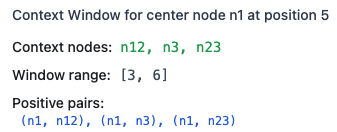 Context Window for center node n1 at position 5
Context nodes: n12, n3, n23
Window range: [3, 6]
Positive pairs:
(n1, n12), (n1, n3), (n1, n23)